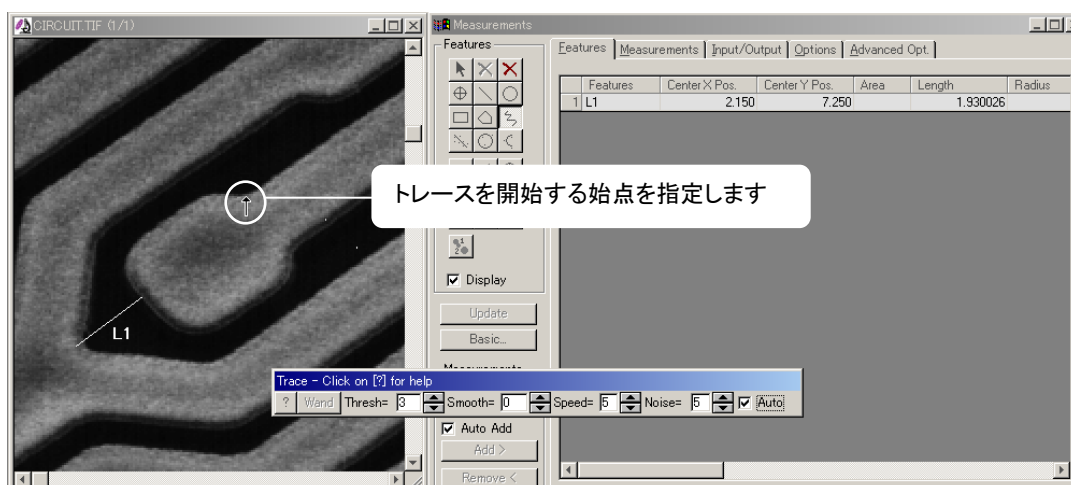 CIRCUIT.TIF (1/1)
L1
トレースを開始する始点を指定します
Measurements
Features
Display
Update
Basic...
Features Measurements Input/Output Options Advanced Opt.
Features Center X Pos. Center Y Pos. Area Length Radius
1 L1 2.150 7.250 1.930026
Trace - Click on [?] for help
? Wand Thresh= 3 Smooth= 0 Speed= 5 Noise= 5 Auto
Auto Add
Add >
Remove <